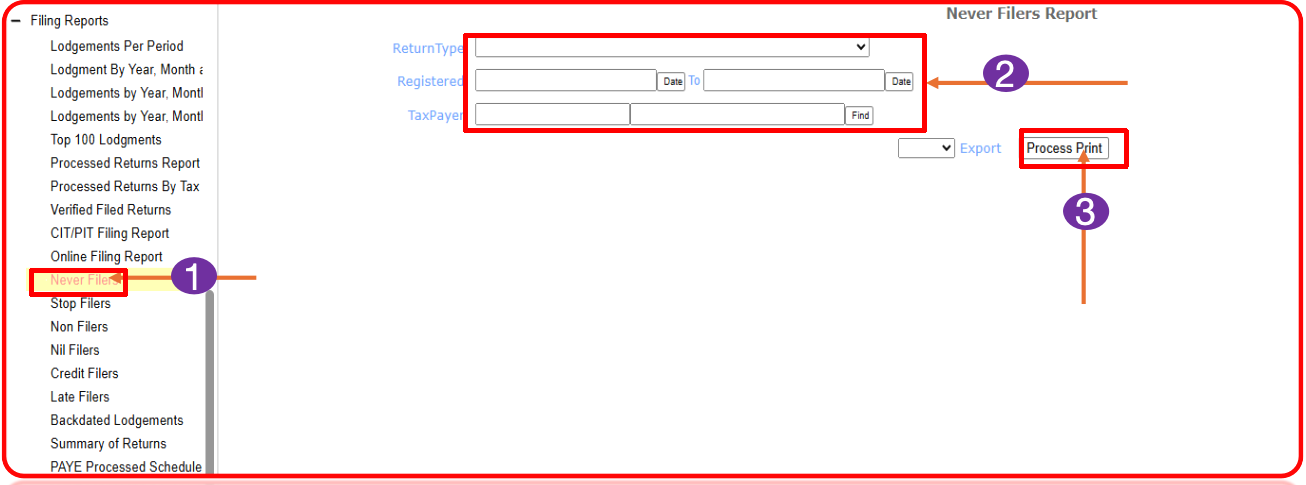 Filing Reports
Lodgements Per Period
Lodgment By Year, Month a
Lodgements by Year, Montl
Lodgements by Year, Montl
Top 100 Lodgments
Processed Returns Report
Processed Returns By Tax
Verified Filed Returns
CIT/PIT Filing Report
Online Filing Report
Never Filers
1
Stop Filers
Non Filers
Nil Filers
Credit Filers
Late Filers
Backdated Lodgements
Summary of Returns
PAYE Processed Schedule
Never Filers Report
ReturnType
Registered Date To Date
2
TaxPayer Find
Export Process Print
3